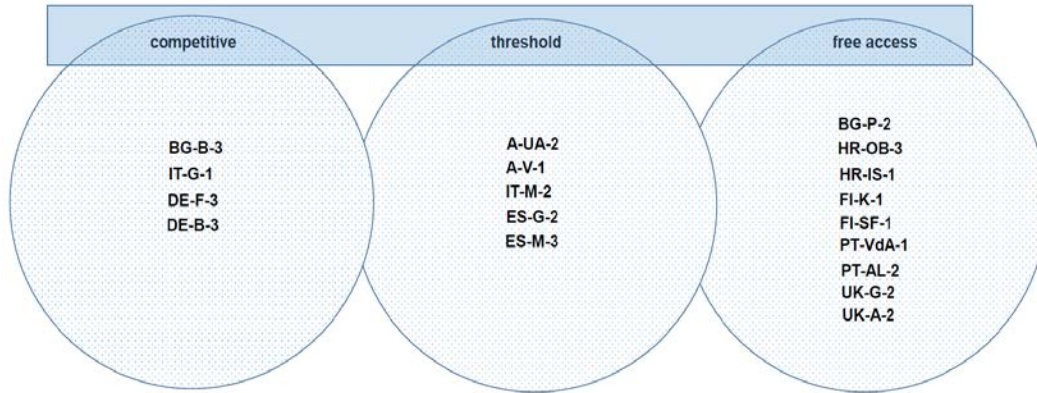 competitive
threshold
free access
BG-B-3
IT-G-1
DE-F-3
DE-B-3
A-UA-2
A-V-1
IT-M-2
ES-G-2
ES-M-3
BG-P-2
HR-OB-3
HR-IS-1
FI-K-1
FI-SF-1
PT-VdA-1
PT-AL-2
UK-G-2
UK-A-2